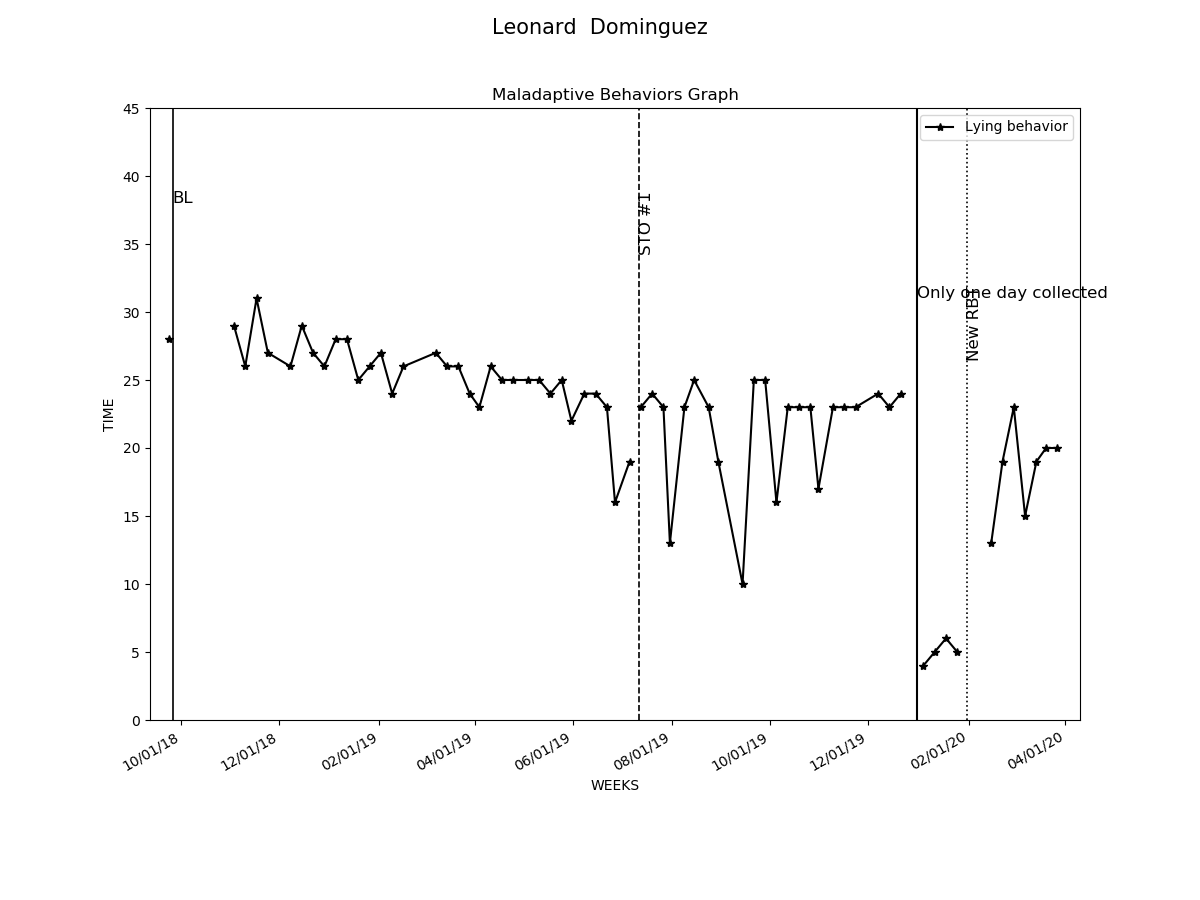 Leonard  Dominguez
Maladaptive Behaviors Graph
45
40
35
30
25
20
15
10
5
0
TIME
Lying behavior
BL
STO #1
Only one day collected
New RBT
10/01/18
12/01/18
02/01/19
04/01/19
06/01/19
08/01/19
10/01/19
12/01/19
02/01/20
04/01/20
WEEKS